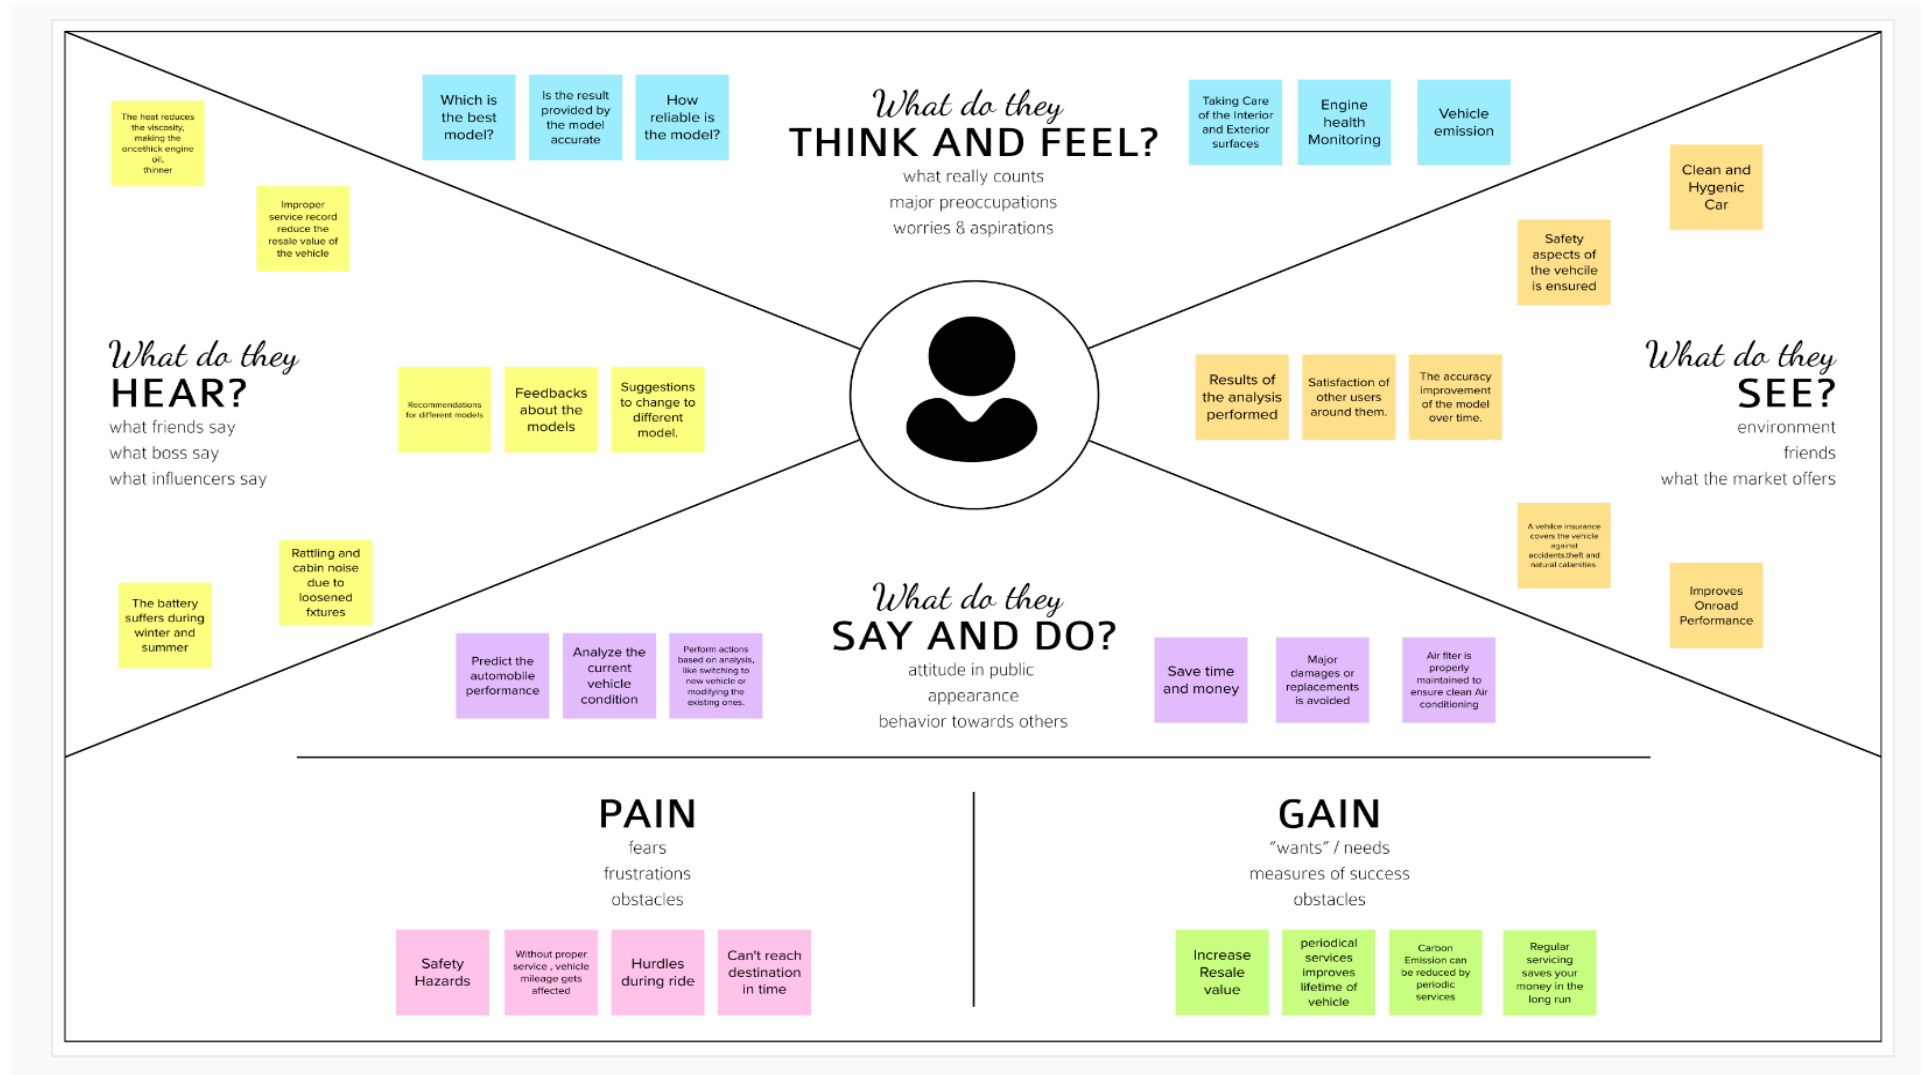 What do they
THINK AND FEEL?
what really counts
major preoccupations
worries & aspirations
Which is
the best
model?
Is the result
provided by
the model
accurate
How
reliable is
the model?
Taking Care
of the Interior
and Exterior
surfaces
Engine
health
Monitoring
Vehicle
emission
What do they
HEAR?
what friends say
what boss say
what influencers say
The heat reduces
the viscosity,
making the
oncethick engine
oil,
thinner
Improper
service record
reduce the
resale value of
the vehicle
Recommendations
for different models
Feedbacks
about the
models
Suggestions
to change to
different
model.
Rattling and
cabin noise
due to
loosened
fxtures
The battery
suffers during
winter and
summer
What do they
SEE?
environment
friends
what the market offers
Clean and
Hygenic
Car
Safety
aspects of
the vehcile
is ensured
Results of
the analysis
performed
Satisfaction of
other users
around them.
The accuracy
improvement
of the model
over time.
A vehilce insurance
covers the vehicle
against
accidents,theft and
natural calamities
Improves
Onroad
Performance
What do they
SAY AND DO?
attitude in public
appearance
behavior towards others
Predict the
automobile
performance
Analyze the
current
vehicle
condition
Perform actions
based on analysis,
like switching to
new vehicle or
modifying the
existing ones.
Save time
and money
Major
damages or
replacements
is avoided
Air flter is
properly
maintained to
ensure clean Air
conditioning
PAIN
fears
frustrations
obstacles
Safety
Hazards
Without proper
service , vehicle
mileage gets
affected
Hurdles
during ride
Can't reach
destination
in time
GAIN
"wants" / needs
measures of success
obstacles
Increase
Resale
value
periodical
services
improves
lifetime of
vehicle
Carbon
Emission can
be reduced by
periodic
services
Regular
servicing
saves your
money in the
long run